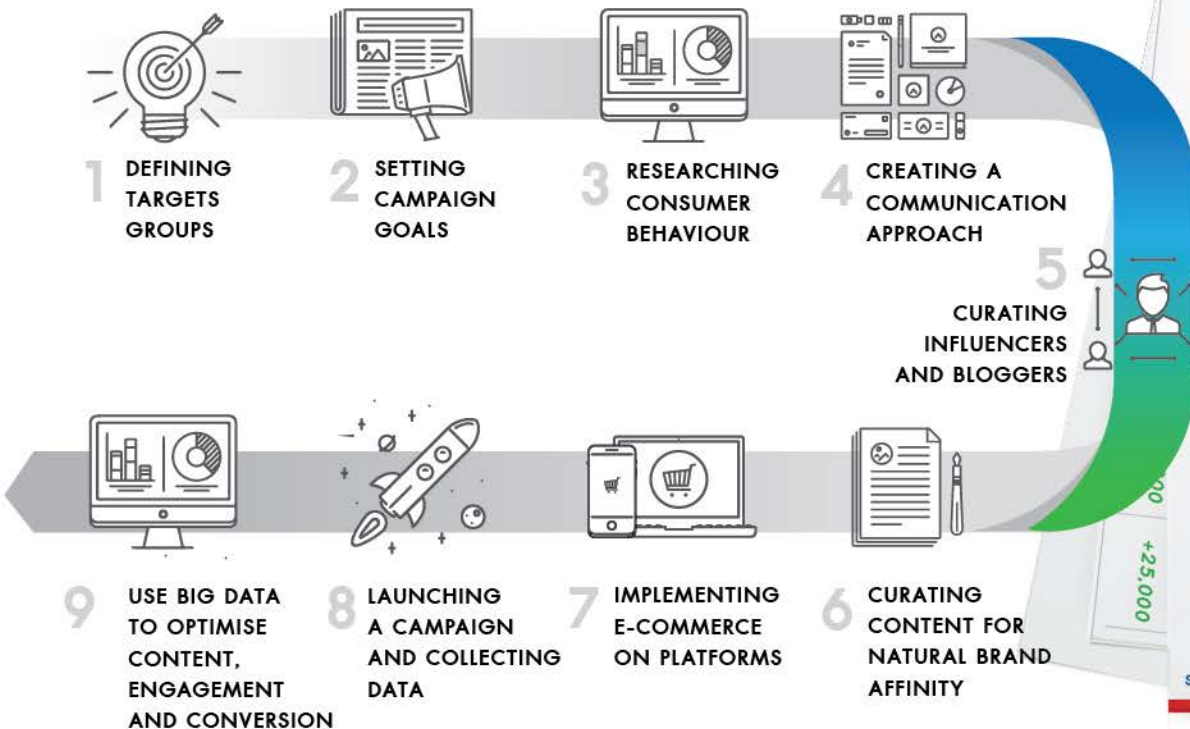 1 DEFINING
TARGETS
GROUPS
2 SETTING
CAMPAIGN
GOALS
3 RESEARCHING
CONSUMER
BEHAVIOUR
4 CREATING A
COMMUNICATION
APPROACH
5
CURATING
INFLUENCERS
AND BLOGGERS
6 CURATING
CONTENT FOR
NATURAL BRAND
AFFINITY
7 IMPLEMENTING
E-COMMERCE
ON PLATFORMS
8 LAUNCHING
A CAMPAIGN
AND COLLECTING
DATA
9 USE BIG DATA
TO OPTIMISE
CONTENT,
ENGAGEMENT
AND CONVERSION
+25,000